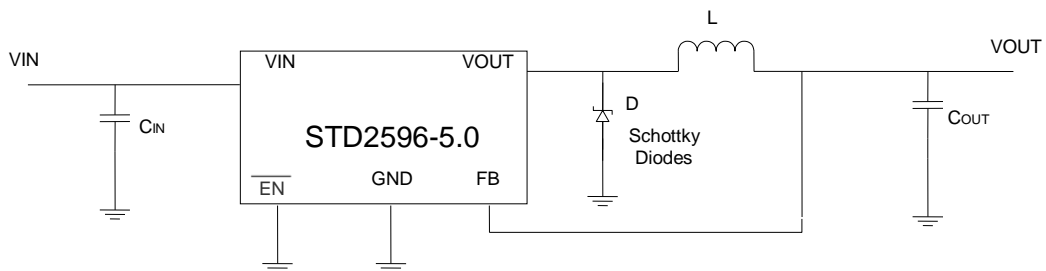 VIN
VIN
VOUT
L
VOUT
CIN
STD2596-5.0
D
Schottky
Diodes
COUT
EN
GND
FB